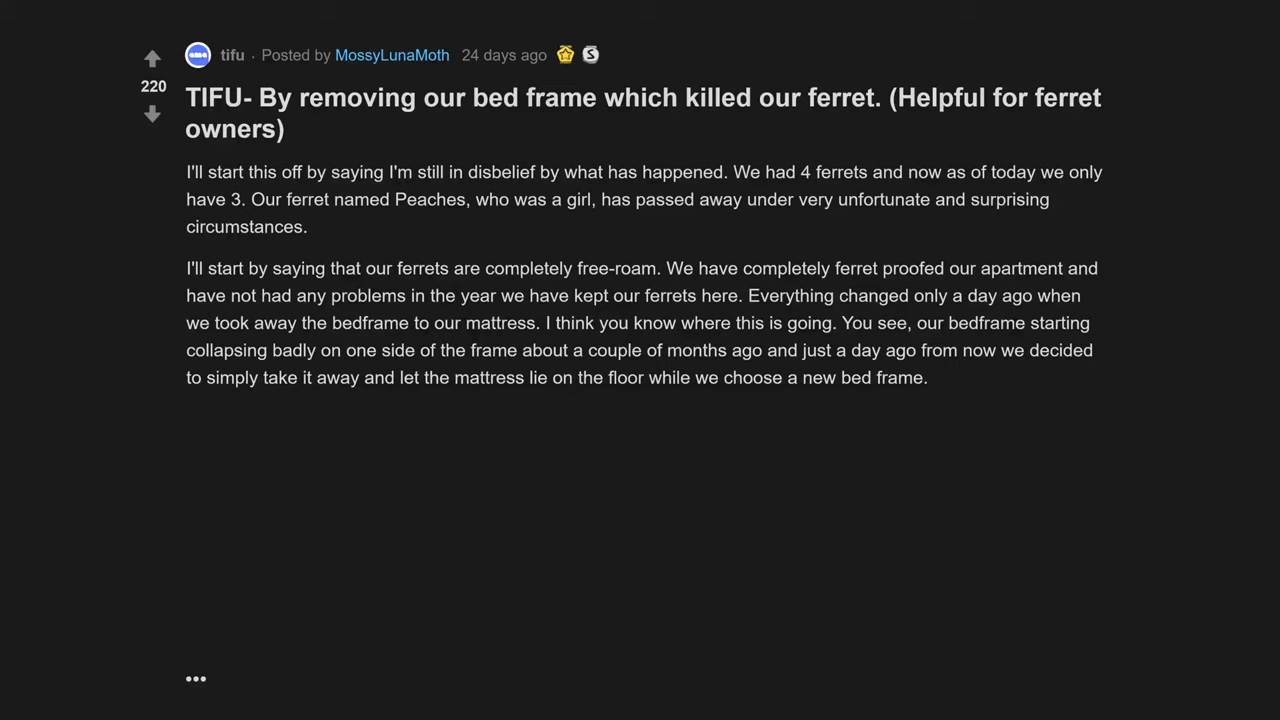 tifu · Posted by MossyLunaMoth 24 days ago
220
TIFU- By removing our bed frame which killed our ferret. (Helpful for ferret
owners)
I'll start this off by saying I'm still in disbelief by what has happened. We had 4 ferrets and now as of today we only
have 3. Our ferret named Peaches, who was a girl, has passed away under very unfortunate and surprising
circumstances.
I'll start by saying that our ferrets are completely free-roam. We have completely ferret proofed our apartment and
have not had any problems in the year we have kept our ferrets here. Everything changed only a day ago when
we took away the bedframe to our mattress. I think you know where this is going. You see, our bedframe starting
collapsing badly on one side of the frame about a couple of months ago and just a day ago from now we decided
to simply take it away and let the mattress lie on the floor while we choose a new bed frame.
•••